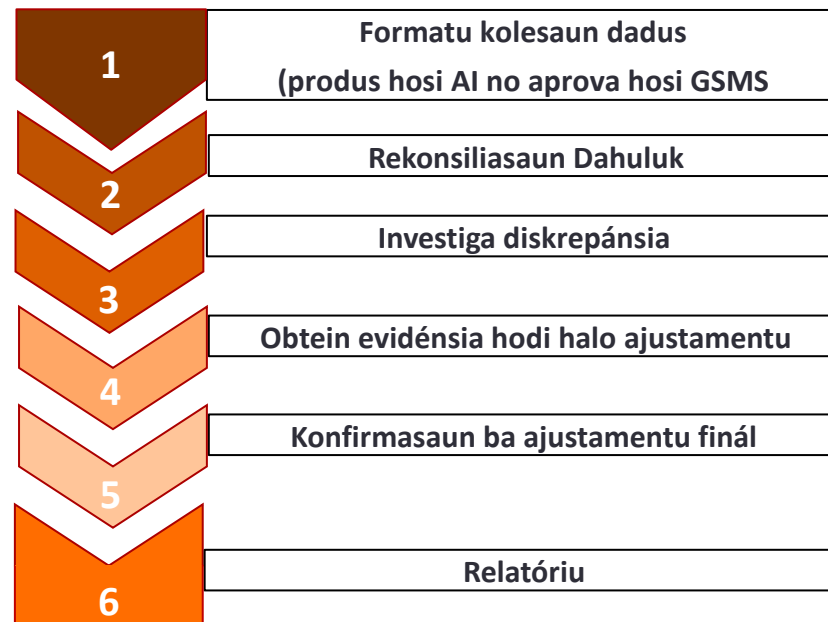 1
Formatu kolesaun dadus
(produs hosi AI no aprova hosi GSMS
2
Rekonsiliasaun Dahuluk
3
Investiga diskrepánsia
4
Obtein evidénsia hodi halo ajustamentu
5
Konfirmasaun ba ajustamentu finál
6
Relatóriu